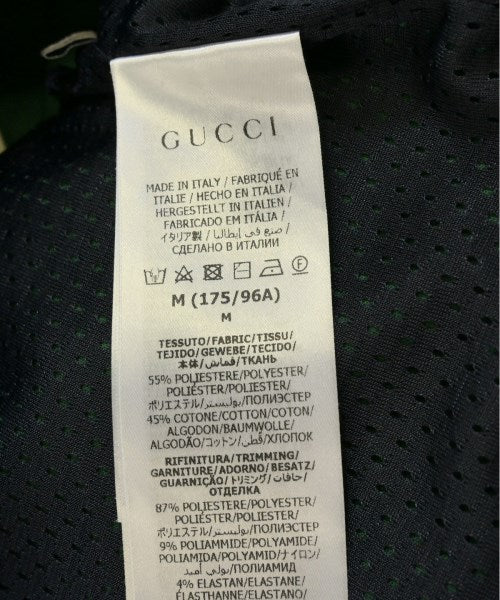 GUCCI
MADE IN ITALY / FABRIQUÉ EN
ITALIE / HECHO EN ITALIA/
HERGESTELLT IN ITALIEN /
FABRICADO EM ITÁLIA /
イタリア製 / صنع في إيطاليا /
СДЕЛАНО В ИТАЛИИ
M (175/96A)
M
TESSUTO/FABRIC/TISSU/
TEJIDO/GEWEBE/TECIDO/
本体/قماش/ТКАНЬ
55% POLIESTERE/POLYESTER/
POLIÉSTER/POLIESTER/
ポリエステル/بوليستر/ПОЛИЭСТЕР
45% COTONE/COTTON/COTON/
ALGODON/BAUMWOLLE/
ALGODÃO/コットン/قطن/ХЛОПОК
RIFINITURA/TRIMMING/
GARNITURE/ADORNO/BESATZ/
GUARNIÇÃO/トリミング/حافات/
ОТДЕЛКА
87% POLIESTERE/POLYESTER/
POLIÉSTER/POLIESTER/
ポリエステル/بوليستر/ПОЛИЭСТЕР
9% POLIAMMIDE/POLYAMIDE/
POLIAMIDA/POLYAMID/ナイロン/
بولي أميد/ПОЛИАМИД
4% ELASTAN/ELASTANE/
ÉLASTHANNE/ELASTAN/